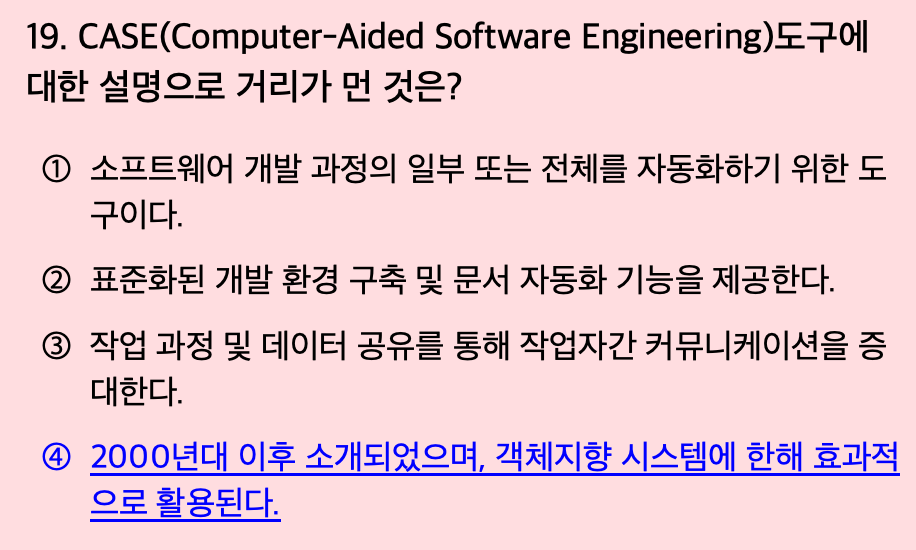 19. CASE(Computer-Aided Software Engineering)도구에
대한 설명으로 거리가 먼 것은?
① 소프트웨어 개발 과정의 일부 또는 전체를 자동화하기 위한 도
구이다.
② 표준화된 개발 환경 구축 및 문서 자동화 기능을 제공한다.
③ 작업 과정 및 데이터 공유를 통해 작업자간 커뮤니케이션을 증
대한다.
④ 2000년대 이후 소개되었으며, 객체지향 시스템에 한해 효과적
으로 활용된다.